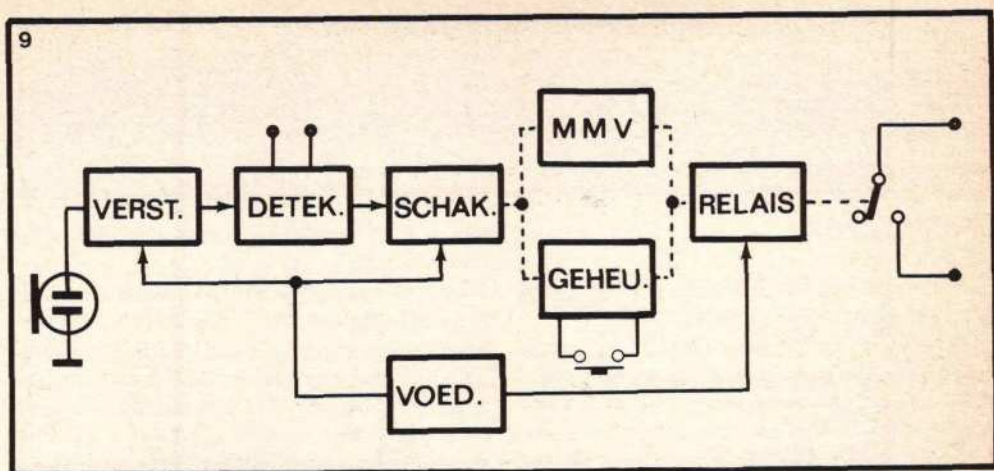 9
MMV
VERST.
DETEK.
SCHAK.
RELAIS
GEHEU.
VOED.